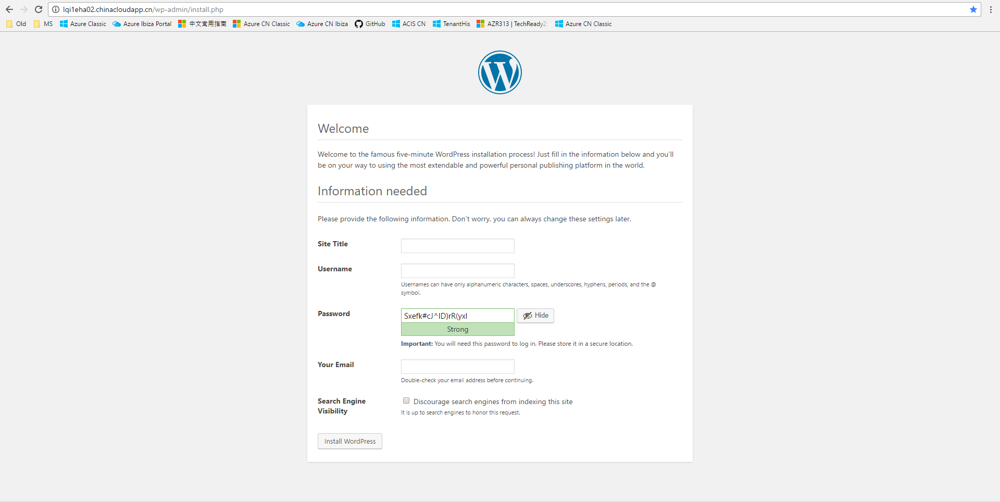 lqi1eha02.chinacloudapp.cn/wp-admin/install.php
Old MS Azure Classic Azure Ibiza Portal 中文常用指南 Azure CN Classic Azure CN Ibiza GitHub ACIS CN TenantHis AZR313 | TechReady2 Azure CN Classic
Welcome
Welcome to the famous five-minute WordPress installation process! Just fill in the information below and you’ll
be on your way to using the most extendable and powerful personal publishing platform in the world.
Information needed
Please provide the following information. Don’t worry, you can always change these settings later.
Site Title
Username
Usernames can have only alphanumeric characters, spaces, underscores, hyphens, periods, and the @
symbol.
Password Sxefk#cJ^ID)rR(yxl Hide
Strong
Important: You will need this password to log in. Please store it in a secure location.
Your Email
Double-check your email address before continuing.
Search Engine
Visibility
Discourage search engines from indexing this site
It is up to search engines to honor this request.
Install WordPress